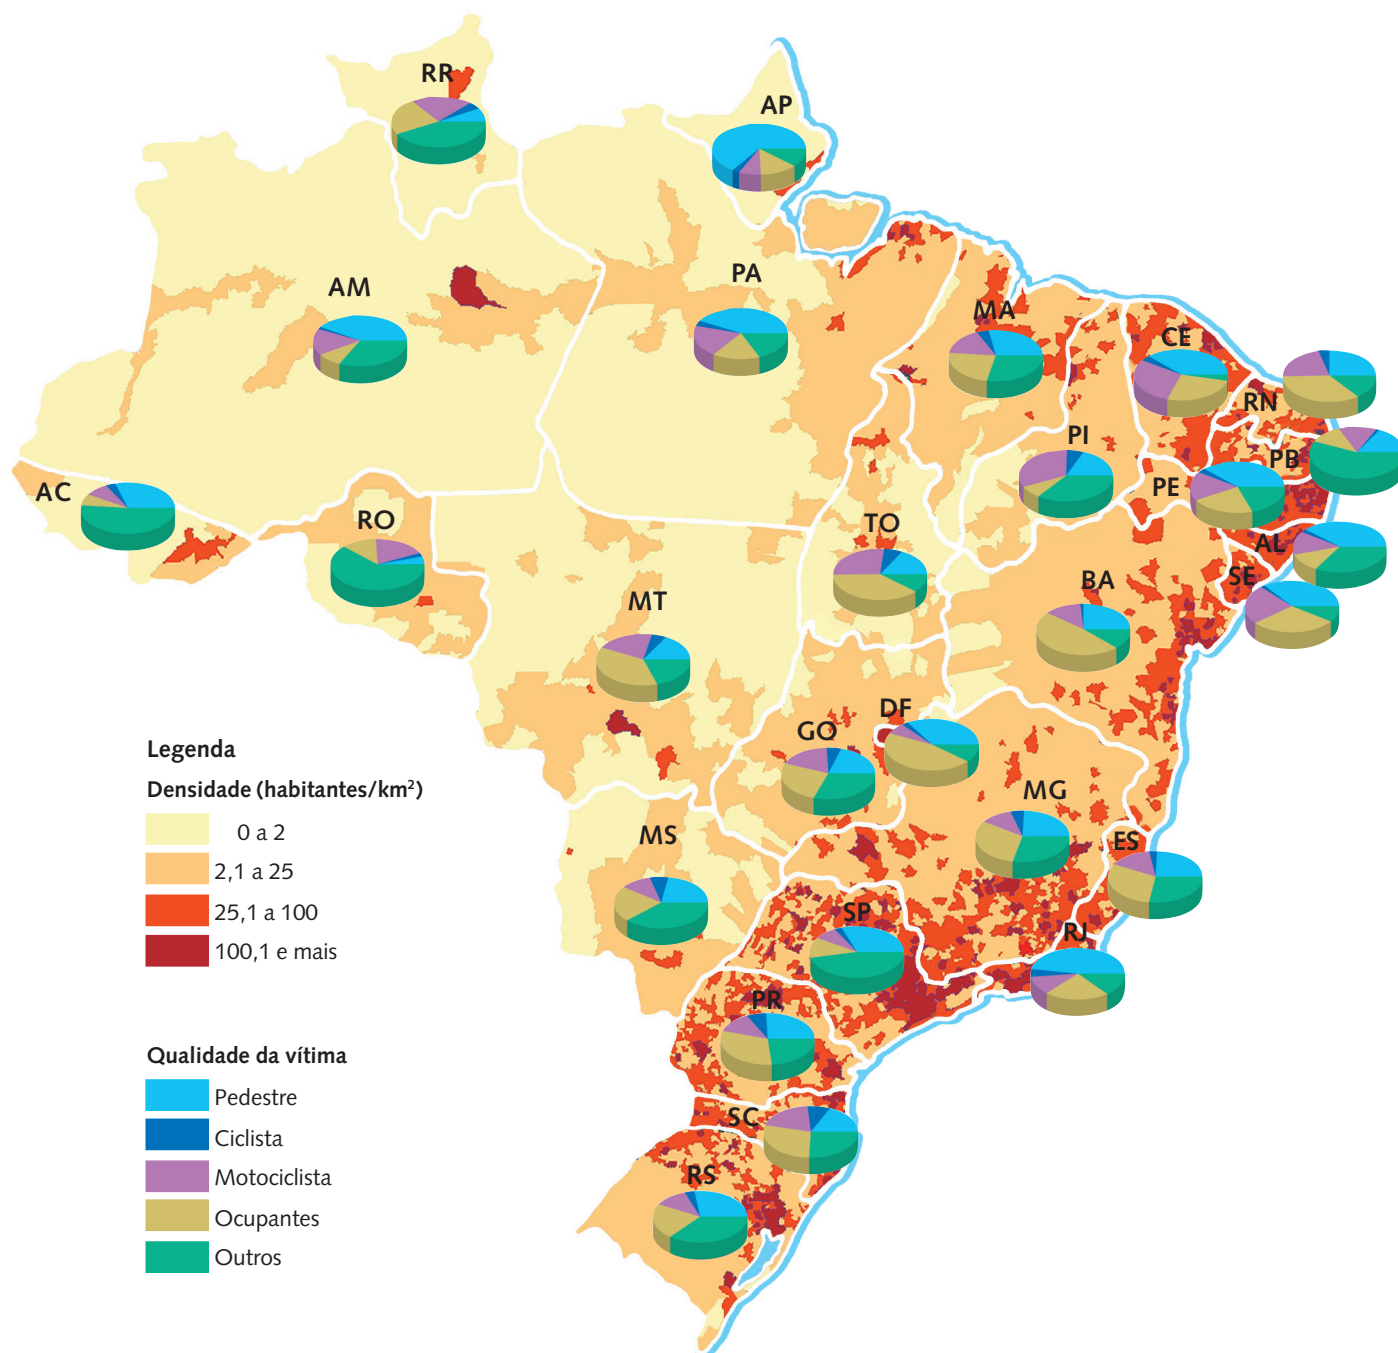 RR
AP
AM
PA
MA
CE
RN
PI
PB
PE
AC
RO
TO
AL
SE
BA
MT
DF
GO
MG
MS
ES
SP
RJ
PR
SC
RS
Legenda
Densidade (habitantes/km²)
0 a 2
2,1 a 25
25,1 a 100
100,1 e mais
Qualidade da vítima
Pedestre
Ciclista
Motociclista
Ocupantes
Outros